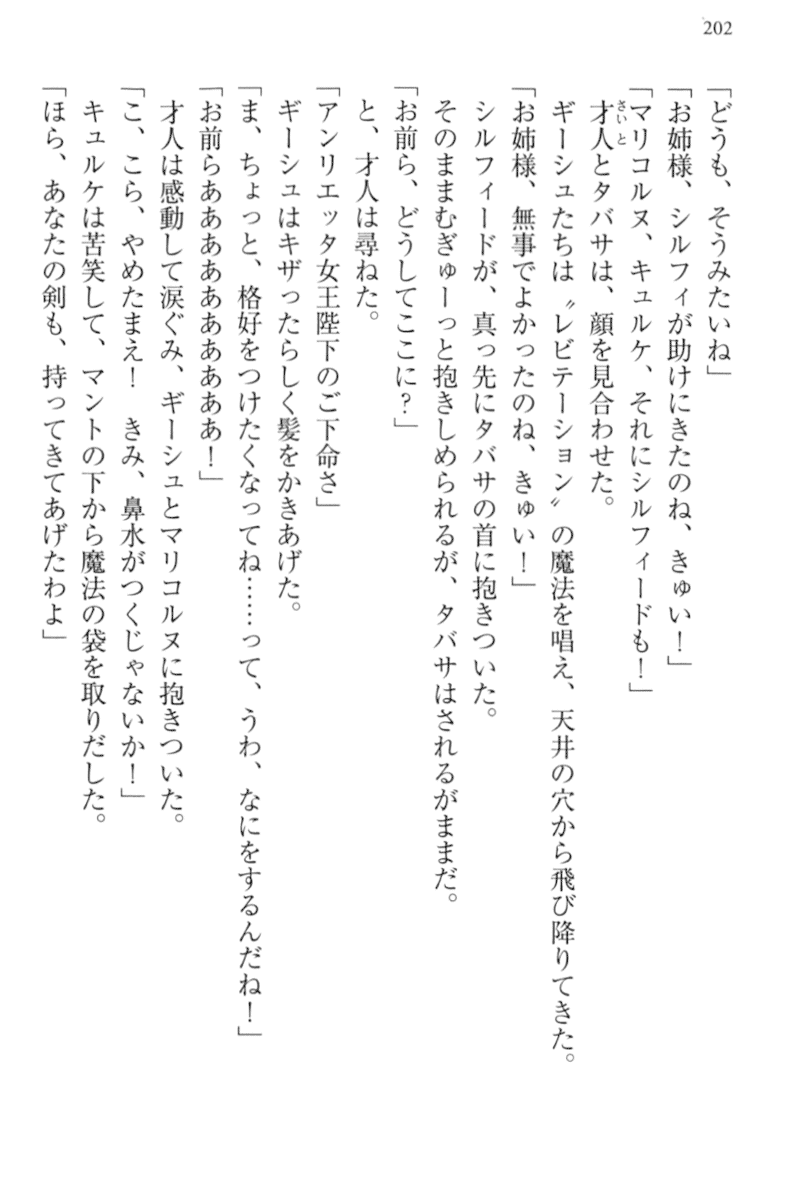 202
「どうも、そうみたいね」
「お姉様、シルフィが助けにきたのね、きゅい！」
「マリコルヌ、キュルケ、それにシルフィードも！」
才人とタバサは、顔を見合わせた。
ギーシュたちは〝レビテーション〟の魔法を唱え、天井の穴から飛び降りてきた。
「お姉様、無事でよかったのね、きゅい！」
シルフィードが、真っ先にタバサの首に抱きついた。
そのままむぎゅーっと抱きしめられるが、タバサはされるがままだ。
「お前ら、どうしてここに？」
と、才人は尋ねた。
「アンリエッタ女王陛下のご下命さ」
ギーシュはキザったらしく髪をかきあげた。
「ま、ちょっと、格好をつけたくなってね……って、うわ、なにをするんだね！」
「お前らあああああああああああ！」
才人は感動して涙ぐみ、ギーシュとマリコルヌに抱きついた。
「こ、こら、やめたまえ！　きみ、鼻水がつくじゃないか！」
キュルケは苦笑して、マントの下から魔法の袋を取りだした。
「ほら、あなたの剣も、持ってきてあげたわよ」